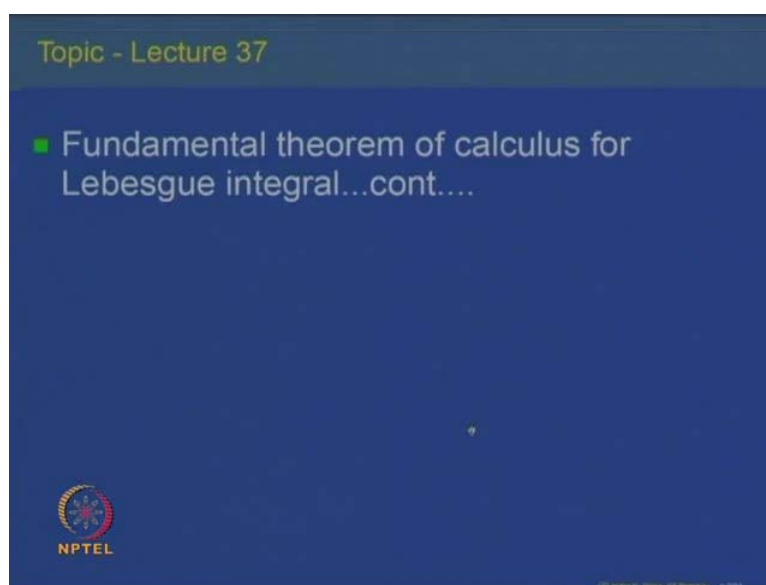 Topic - Lecture 37
Fundamental theorem of calculus for
Lebesgue integral...cont....
NPTEL